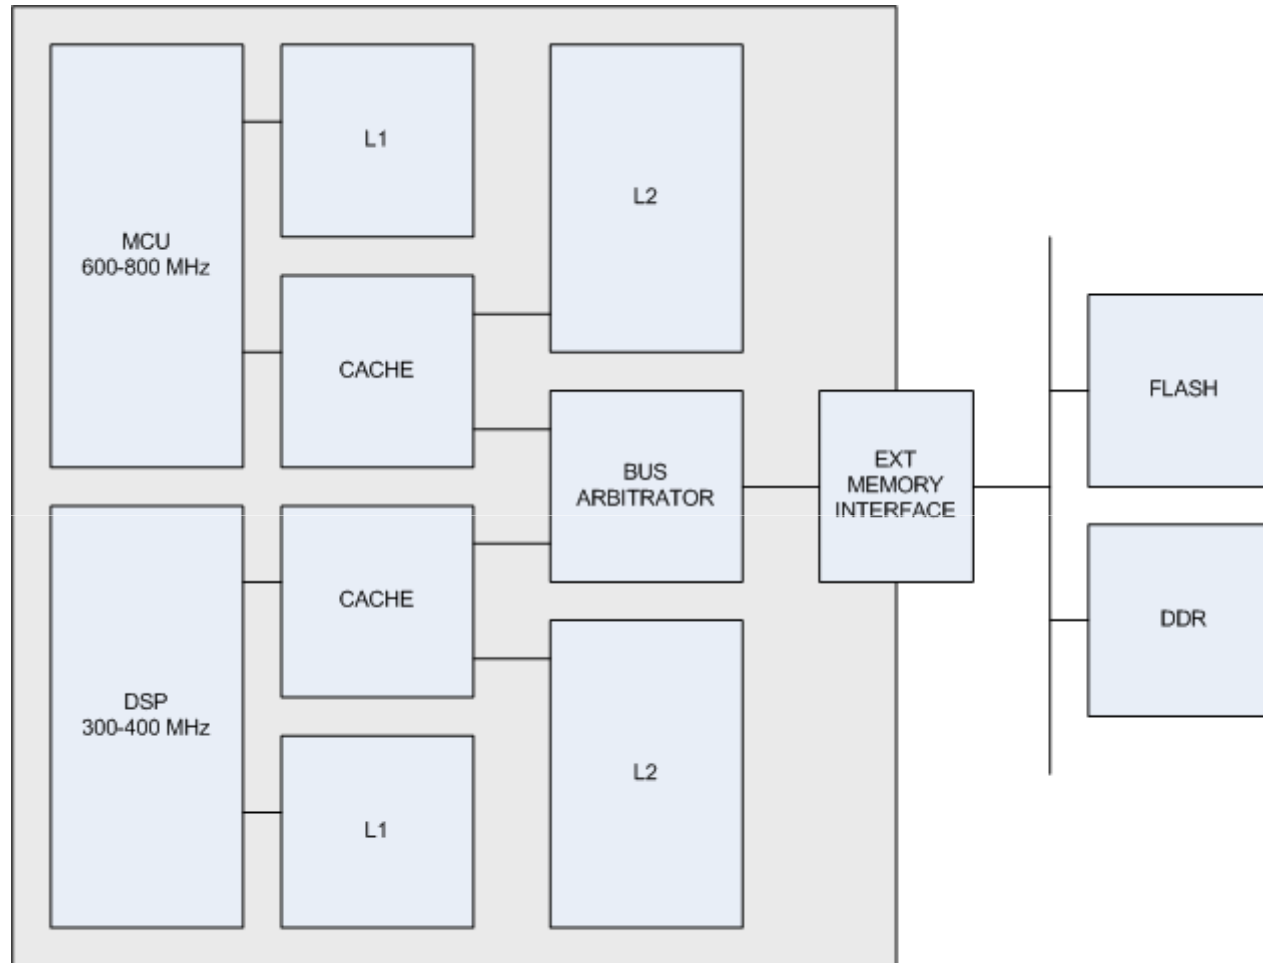 L1
L2
MCU
600-800 MHz
CACHE
FLASH
BUS
ARBITRATOR
EXT
MEMORY
INTERFACE
CACHE
DDR
DSP
300-400 MHz
L2
L1